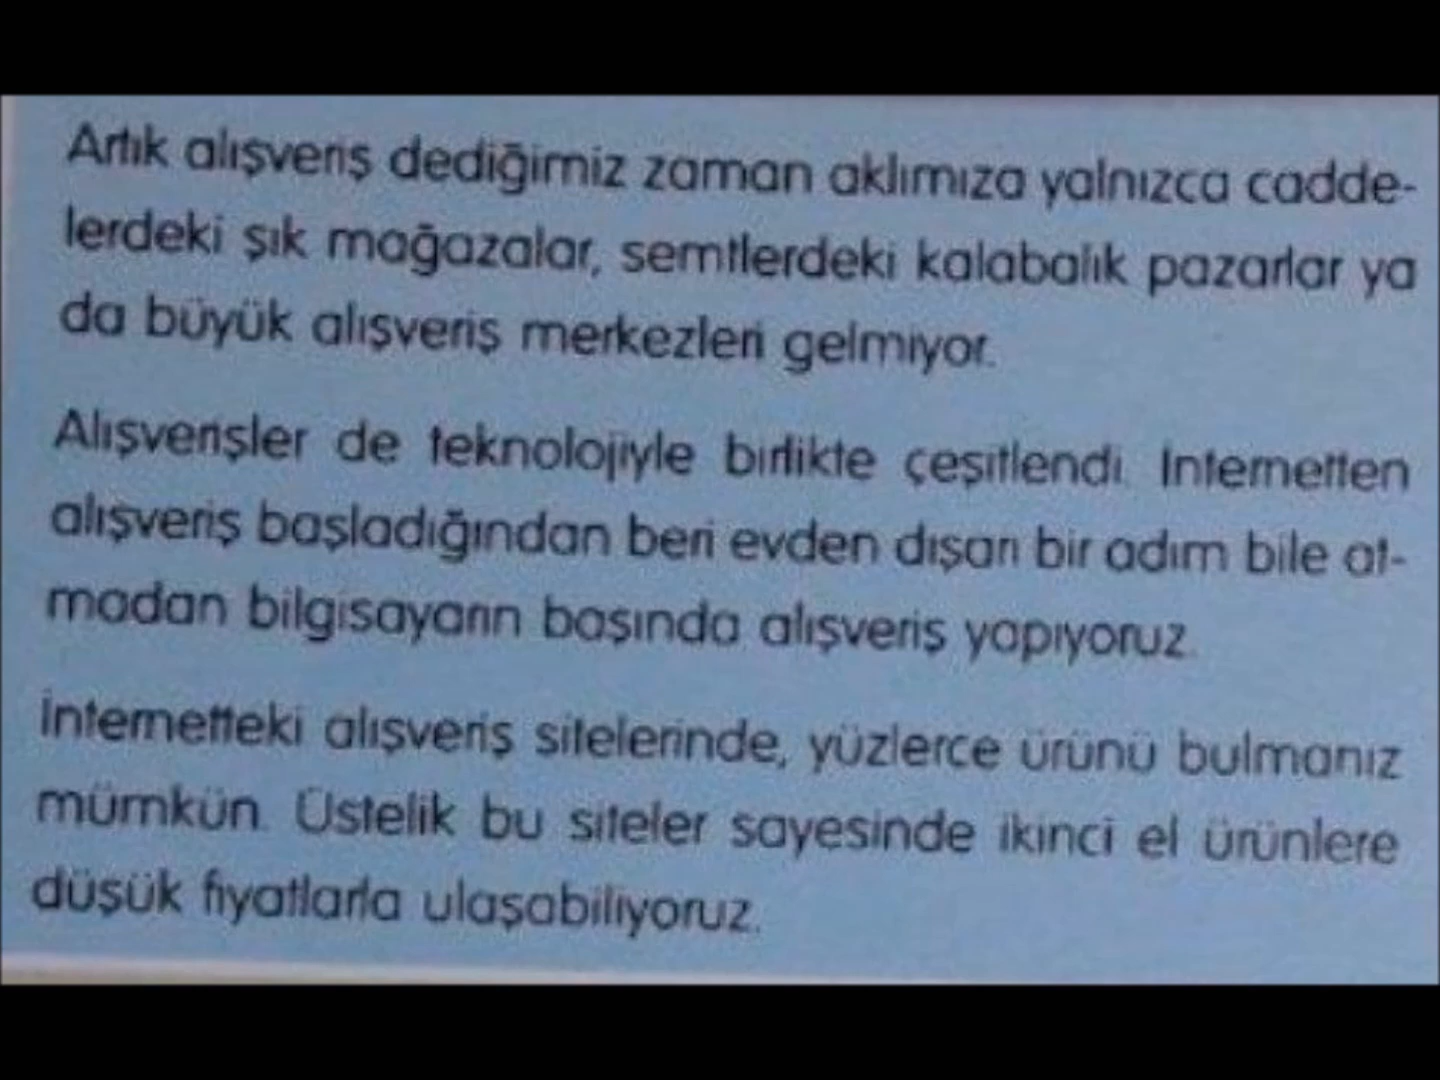 Artık alışveriş dediğimiz zaman aklımıza yalnızca cadde-
lerdeki şık mağazalar, semtlerdeki kalabalık pazarlar ya
da büyük alışveriş merkezleri gelmiyor.
Alışverişler de teknolojiyle birlikte çeşitlendi. İnternetten
alışveriş başladığından beri evden dışarı bir adım bile at-
madan bilgisayarın başında alışveriş yapıyoruz.
İnternetteki alışveriş sitelerinde, yüzlerce ürünü bulmanız
mümkün. Üstelik bu siteler sayesinde ikinci el ürünlere
düşük fiyatlarla ulaşabiliyoruz.